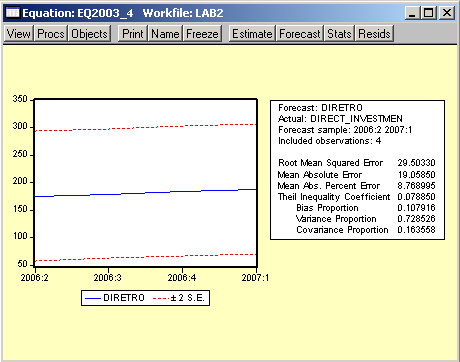 Equation: EQ2003_4 Workfile: LAB2
View Procs Objects Print Name Freeze Estimate Forecast Stats Resids
350
300
250
200
150
100
50
2006:2 2006:3 2006:4 2007:1
DIRETRO ± 2 S.E.
Forecast: DIRETRO
Actual: DIRECT_INVESTMEN
Forecast sample: 2006:2 2007:1
Included observations: 4
Root Mean Squared Error 29.50330
Mean Absolute Error 19.05850
Mean Abs. Percent Error 8.768995
Theil Inequality Coefficient 0.078850
Bias Proportion 0.107916
Variance Proportion 0.728526
Covariance Proportion 0.163558